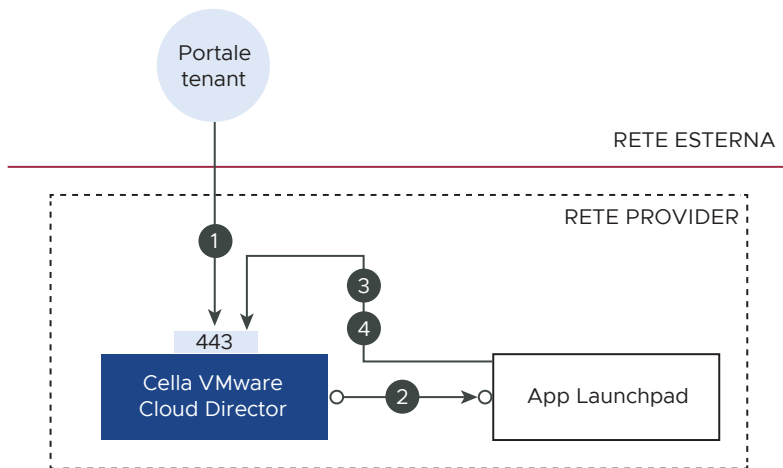 Portale
tenant
RETE ESTERNA
RETE PROVIDER
1
3
4
443
Cella VMware
Cloud Director
2
App Launchpad